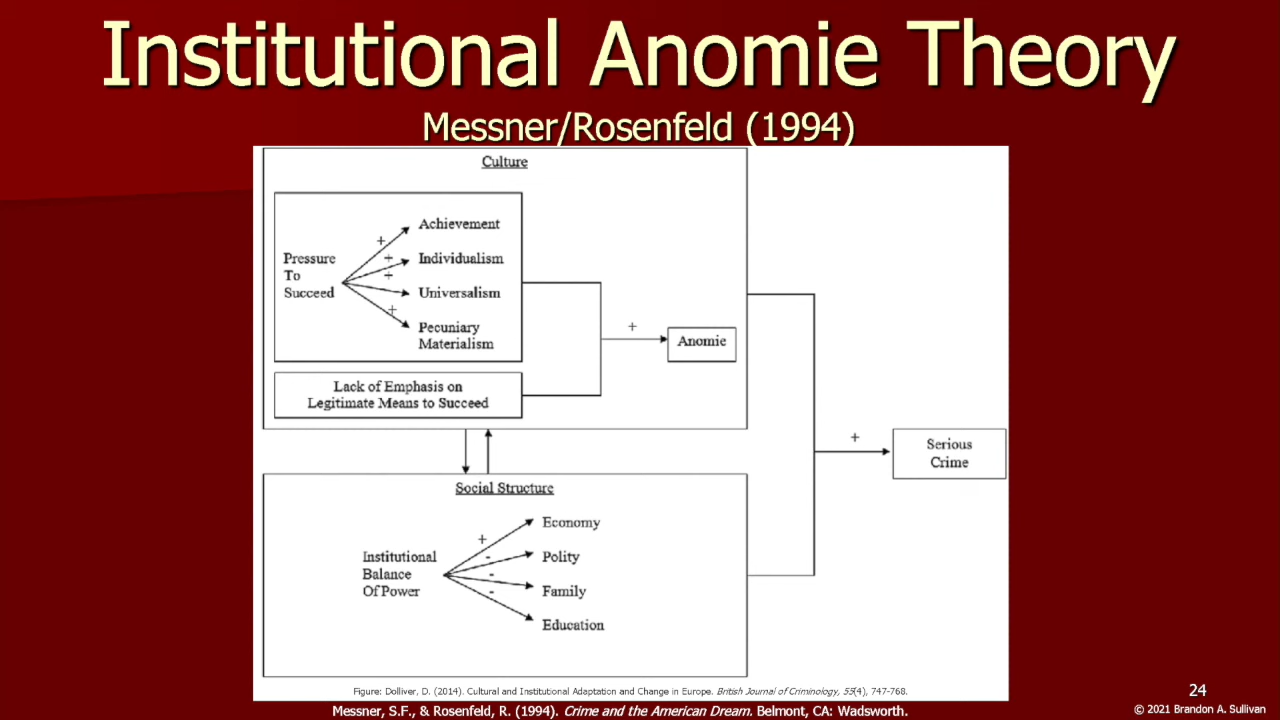 Institutional Anomie Theory
Messner/Rosenfeld (1994)
Culture
Pressure
To
Succeed
+
+
+
+
Achievement
Individualism
Universalism
Pecuniary
Materialism
Lack of Emphasis on
Legitimate Means to Succeed
+
Anomie
Social Structure
Institutional
Balance
Of Power
+
-
-
-
Economy
Polity
Family
Education
+
Serious
Crime
Figure: Dolliver, D. (2014). Cultural and Institutional Adaptation and Change in Europe. British Journal of Criminology, 55(4), 747-768.
Messner, S.F., & Rosenfeld, R. (1994). Crime and the American Dream. Belmont, CA: Wadsworth.
24
© 2021 Brandon A. Sullivan